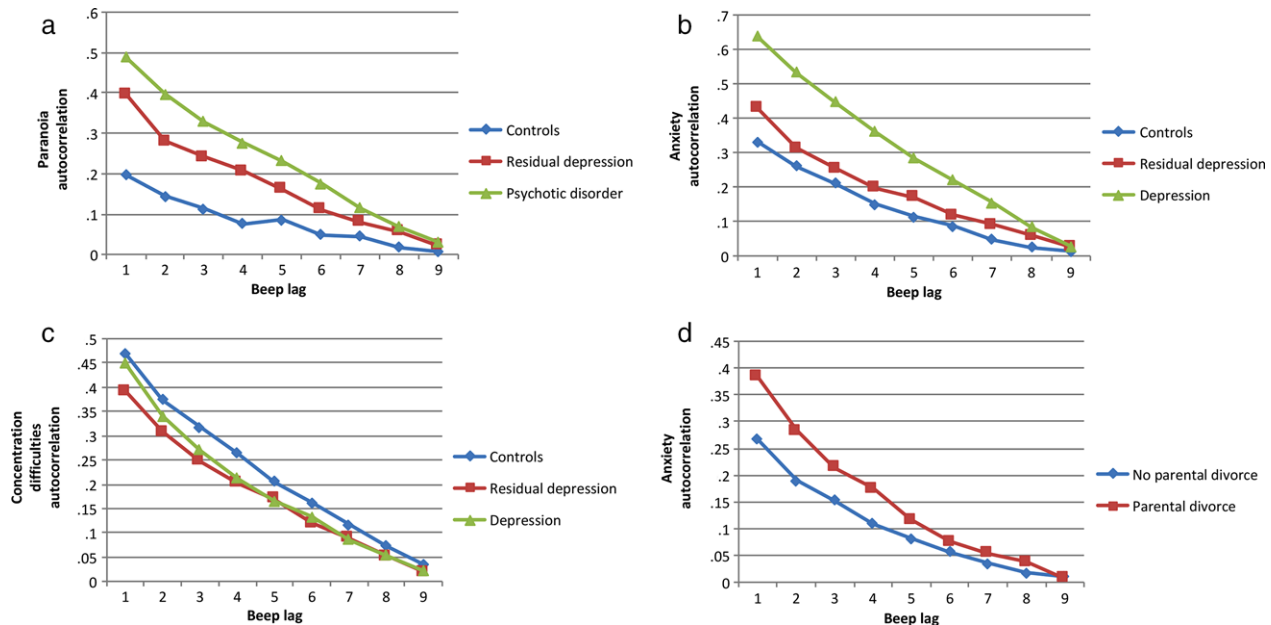 a
.6
.5
.4
.3
.2
.1
0
Paranoia
autocorrelation
1 2 3 4 5 6 7 8 9
Beep lag
Controls
Residual depression
Psychotic disorder
b
.7
.6
.5
.4
.3
.2
.1
0
Anxiety
autocorrelation
1 2 3 4 5 6 7 8 9
Beep lag
Controls
Residual depression
Depression
c
.5
.45
.4
.35
.3
.25
.2
.15
.1
.05
0
Concentration
difficulties
autocorrelation
1 2 3 4 5 6 7 8 9
Beep lag
Controls
Residual depression
Depression
d
.45
.4
.35
.3
.25
.2
.15
.1
.05
0
Anxiety
autocorrelation
1 2 3 4 5 6 7 8 9
Beep lag
No parental divorce
Parental divorce